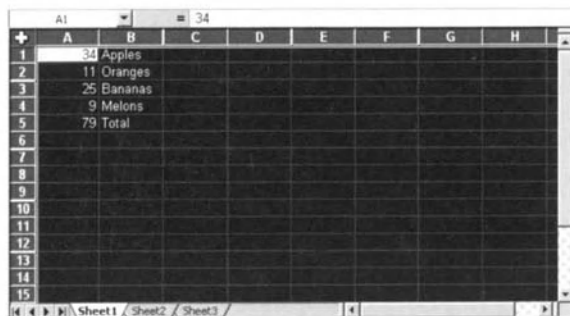 A1 = 34
A B C D E F G H
1 34 Apples
2 11 Oranges
3 25 Bananas
4 9 Melons
5 79 Total
6
7
8
9
10
11
12
13
14
15
Sheet1 Sheet2 Sheet3